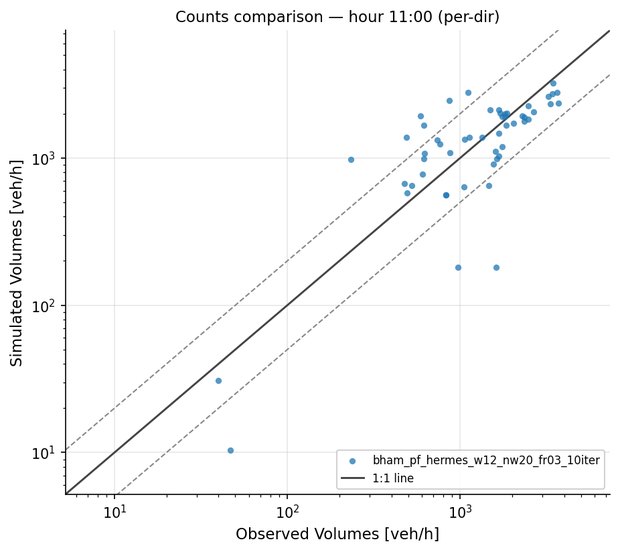 Counts comparison — hour 11:00 (per-dir)
Simulated Volumes [veh/h]
10³
10²
10¹
10¹ 10² 10³
Observed Volumes [veh/h]
bham_pf_hermes_w12_nw20_fr03_10iter
1:1 line